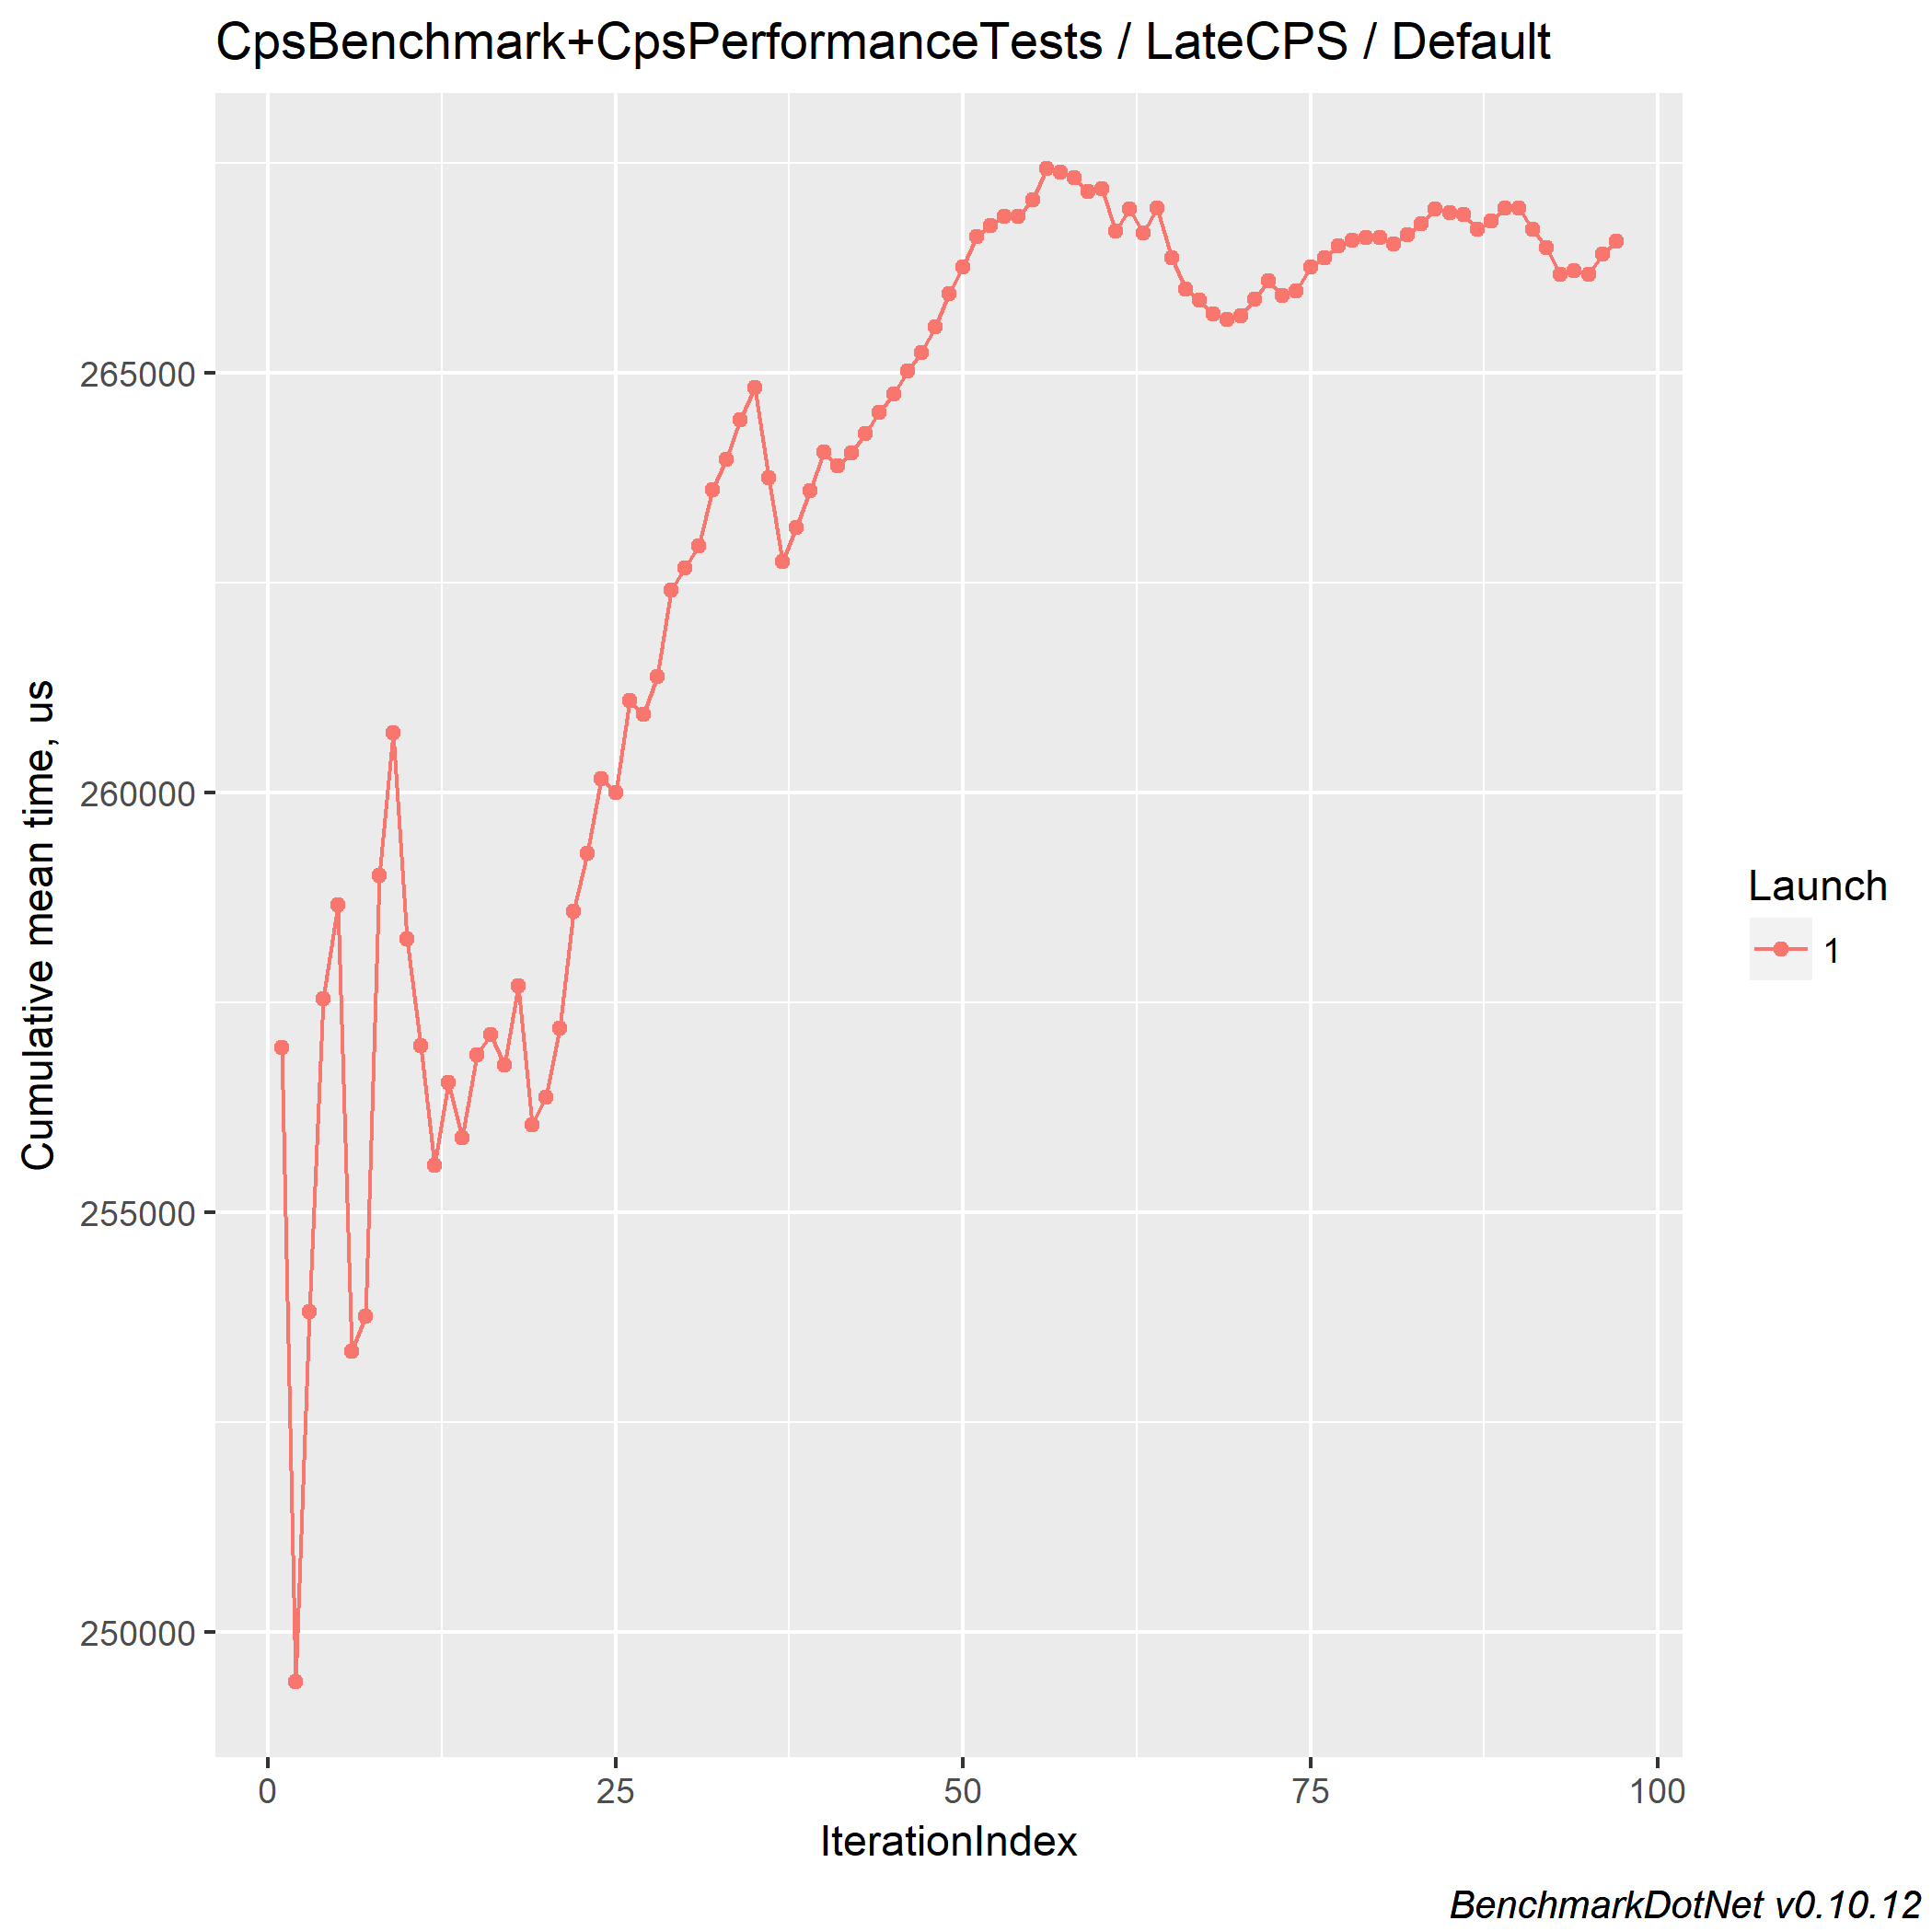 CpsBenchmark+CpsPerformanceTests / LateCPS / Default
Cumulative mean time, us
265000
260000
255000
250000
0 25 50 75 100
IterationIndex
Launch
1
BenchmarkDotNet v0.10.12